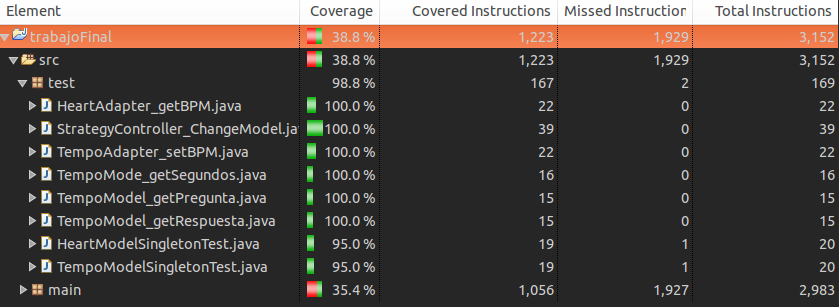 Element Coverage Covered Instructions Missed Instruction Total Instructions
trabajoFinal 38.8 % 1,223 1,929 3,152
src 38.8 % 1,223 1,929 3,152
test 98.8 % 167 2 169
HeartAdapter_getBPM.java 100.0 % 22 0 22
StrategyController_ChangeModel.ja 100.0 % 39 0 39
TempoAdapter_setBPM.java 100.0 % 22 0 22
TempoMode_getSegundos.java 100.0 % 16 0 16
TempoModel_getPregunta.java 100.0 % 15 0 15
TempoModel_getRespuesta.java 100.0 % 15 0 15
HeartModelSingletonTest.java 95.0 % 19 1 20
TempoModelSingletonTest.java 95.0 % 19 1 20
main 35.4 % 1,056 1,927 2,983